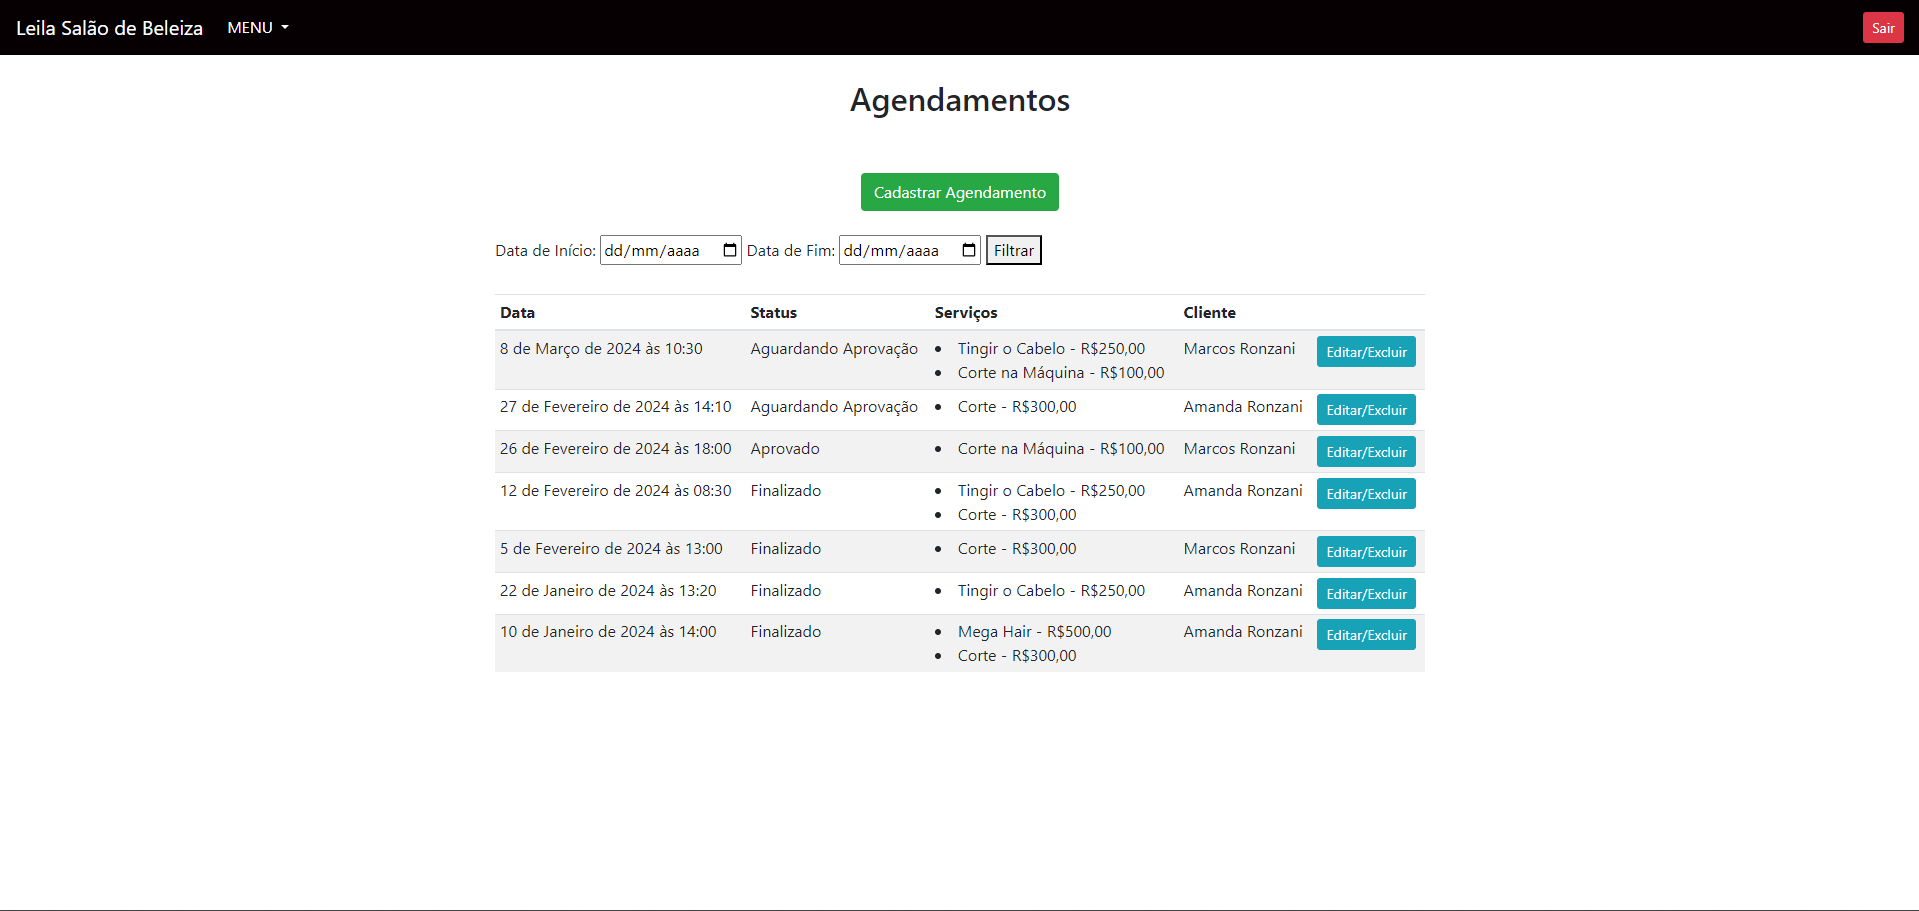 Leila Salão de Beleiza MENU Sair
Agendamentos
Cadastrar Agendamento
Data de Início: dd/mm/aaaa Data de Fim: dd/mm/aaaa Filtrar
Data Status Serviços Cliente
8 de Março de 2024 às 10:30 Aguardando Aprovação • Tingir o Cabelo - R$250,00 Marcos Ronzani Editar/Excluir
• Corte na Máquina - R$100,00
27 de Fevereiro de 2024 às 14:10 Aguardando Aprovação • Corte - R$300,00 Amanda Ronzani Editar/Excluir
26 de Fevereiro de 2024 às 18:00 Aprovado • Corte na Máquina - R$100,00 Marcos Ronzani Editar/Excluir
12 de Fevereiro de 2024 às 08:30 Finalizado • Tingir o Cabelo - R$250,00 Amanda Ronzani Editar/Excluir
• Corte - R$300,00
5 de Fevereiro de 2024 às 13:00 Finalizado • Corte - R$300,00 Marcos Ronzani Editar/Excluir
22 de Janeiro de 2024 às 13:20 Finalizado • Tingir o Cabelo - R$250,00 Amanda Ronzani Editar/Excluir
10 de Janeiro de 2024 às 14:00 Finalizado • Mega Hair - R$500,00 Amanda Ronzani Editar/Excluir
• Corte - R$300,00